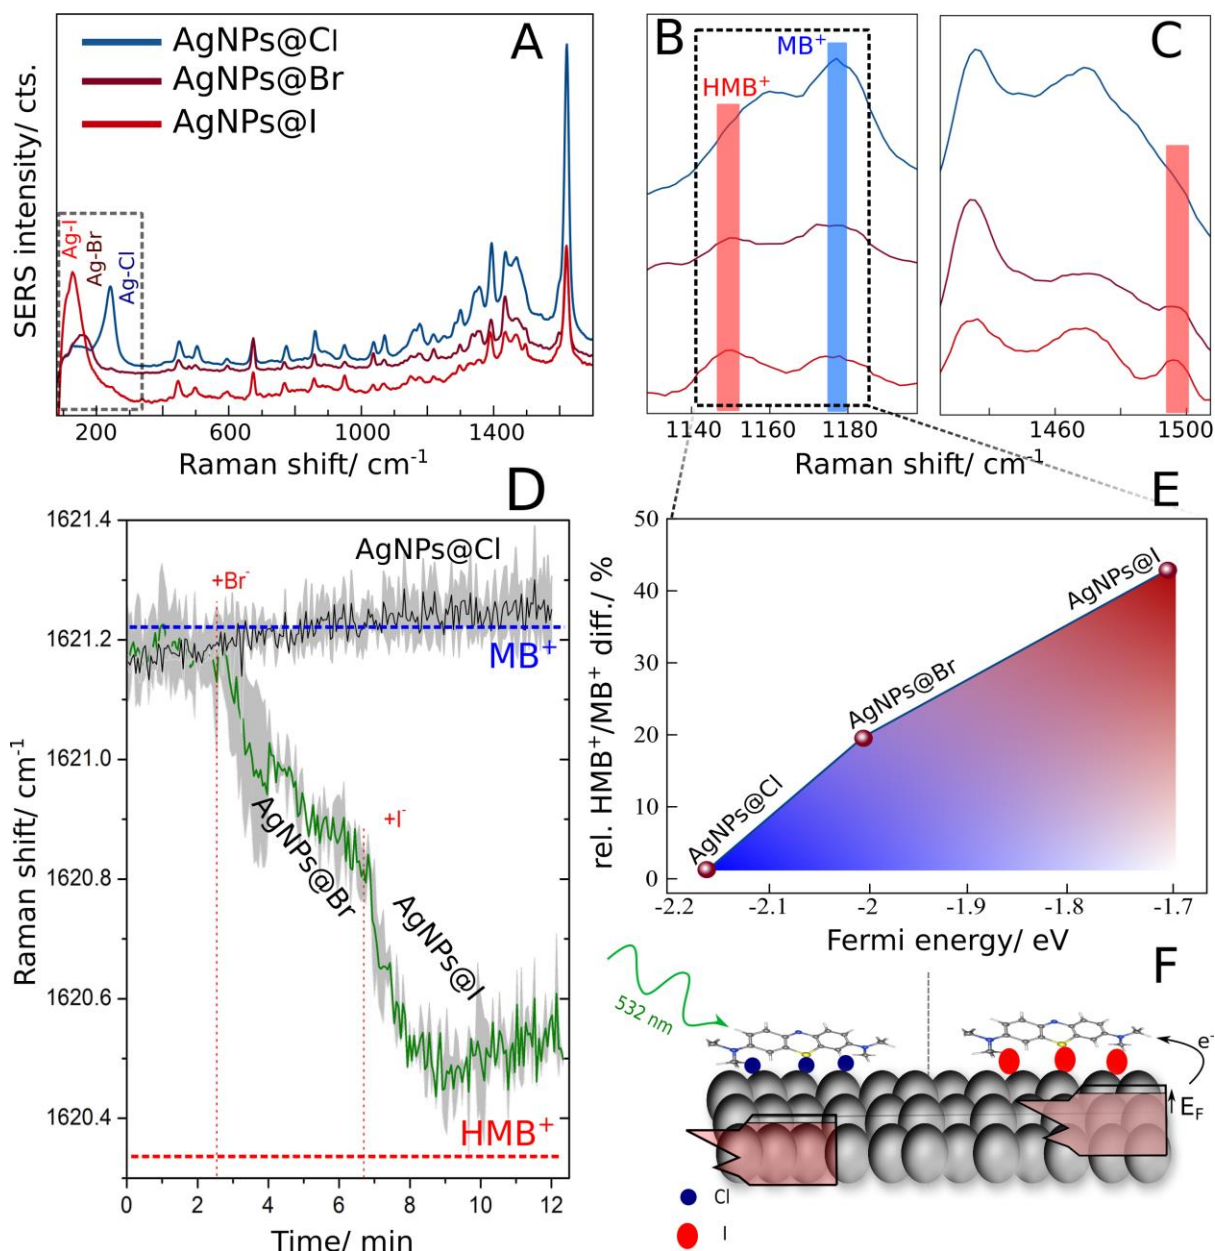 A
AgNPs@Cl
AgNPs@Br
AgNPs@I
SERS intensity/ cts.
Ag-I
Ag-Br
Ag-Cl
200 600 1000 1400
Raman shift/ cm⁻¹
B
MB⁺
HMB⁺
1140 1160 1180
C
1460 1500
Raman shift/ cm⁻¹
D
1621.4
1621.2
1621.0
1620.8
1620.6
1620.4
Raman shift/ cm⁻¹
+Br⁻
AgNPs@Cl
MB⁺
AgNPs@Br
+I⁻
AgNPs@I
HMB⁺
0 2 4 6 8 10 12
Time/ min
E
50
40
30
20
10
0
rel. HMB⁺/MB⁺ diff./ %
AgNPs@Cl
AgNPs@Br
AgNPs@I
-2.2 -2.1 -2 -1.9 -1.8 -1.7
Fermi energy/ eV
F
532 nm
e⁻
E_F
Cl
I